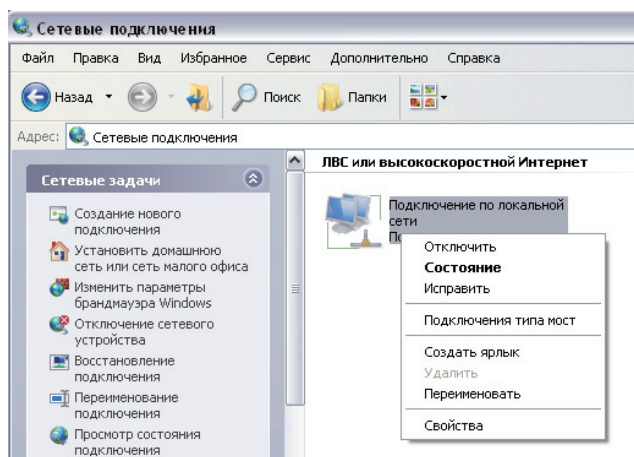 Сетевые подключения
Файл Правка Вид Избранное Сервис Дополнительно Справка
Назад Поиск Папки
Адрес: Сетевые подключения
Сетевые задачи
Создание нового
подключения
Установить домашнюю
сеть или сеть малого офиса
Изменить параметры
брандмауэра Windows
Отключение сетевого
устройства
Восстановление
подключения
Переименование
подключения
Просмотр состояния
подключения
ЛВС или высокоскоростной Интернет
Подключение по локальной
сети
Отключить
Состояние
Исправить
Подключения типа мост
Создать ярлык
Удалить
Переименовать
Свойства